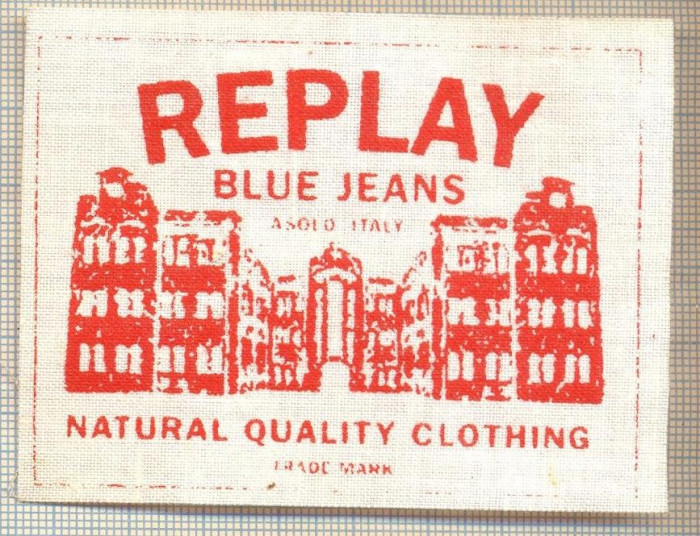 REPLAY
BLUE JEANS
ASOLO ITALY
NATURAL QUALITY CLOTHING
TRADE MARK